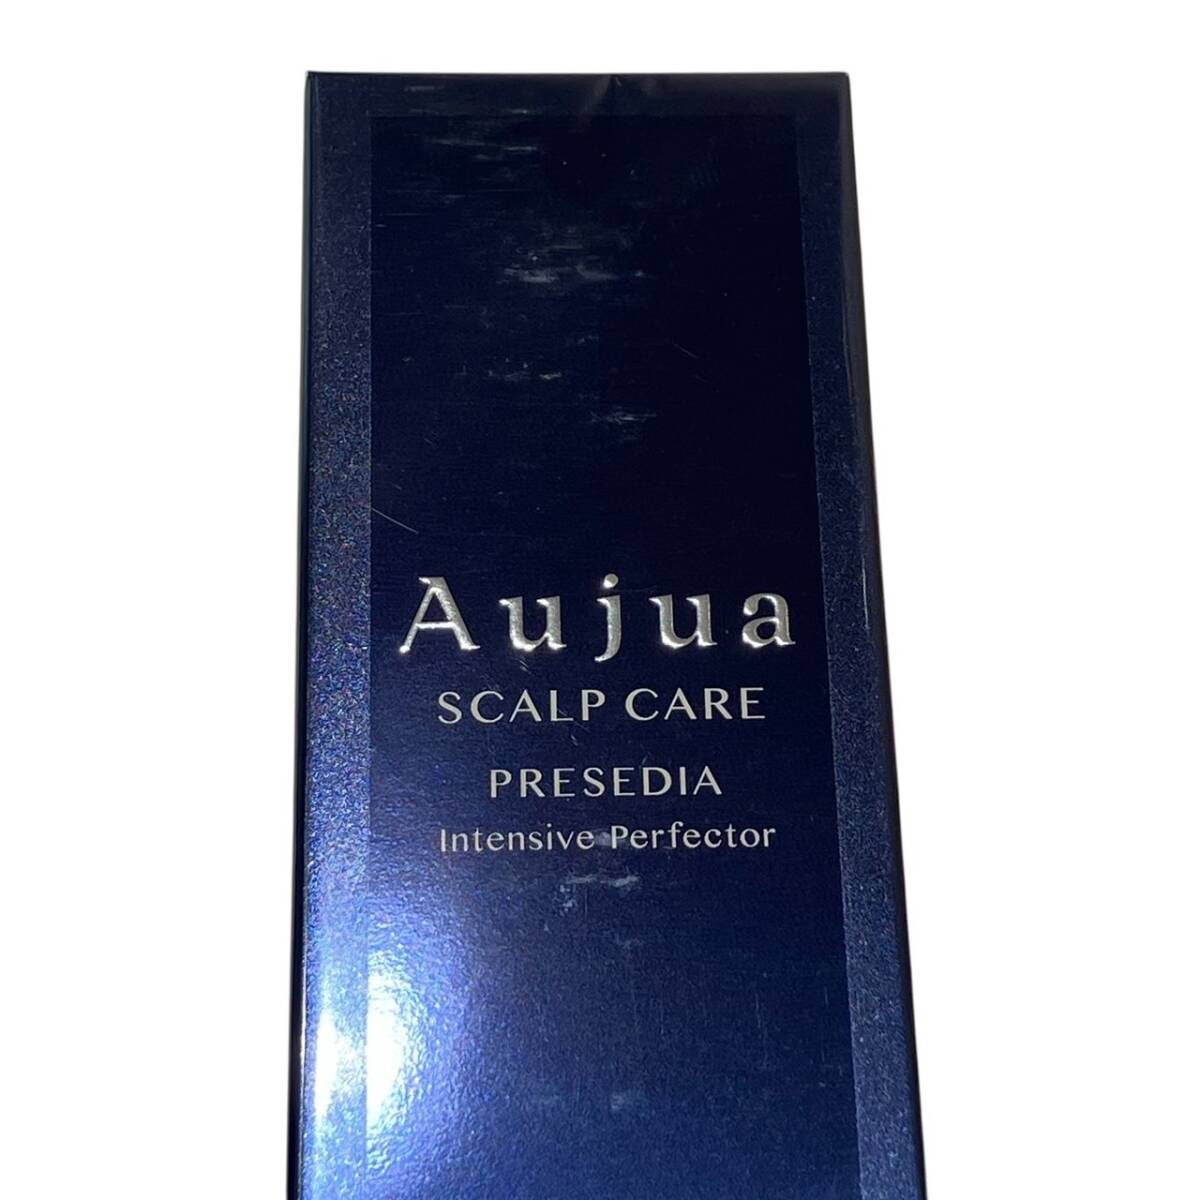 Aujua
SCALP CARE
PRESEDIA
Intensive Perfector